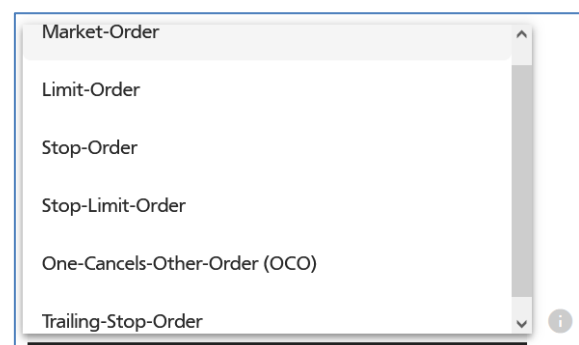 Market-Order
Limit-Order
Stop-Order
Stop-Limit-Order
One-Cancels-Other-Order (OCO)
Trailing-Stop-Order